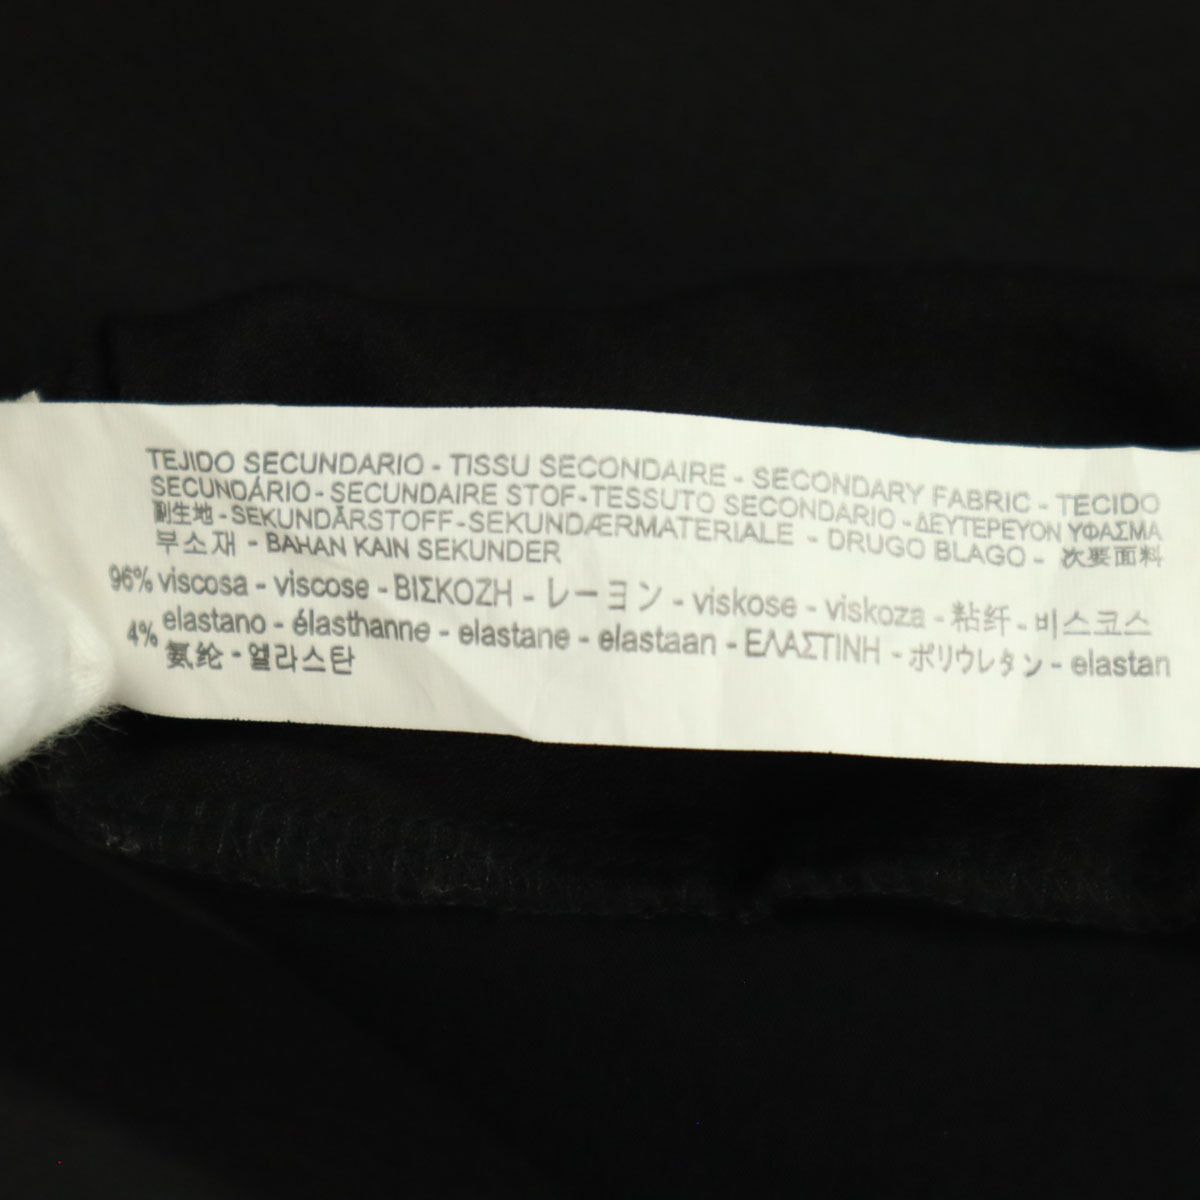 TEJIDO SECUNDARIO - TISSU SECONDAIRE - SECONDARY FABRIC - TECIDO
SECUNDÁRIO - SECUNDAIRE STOF - TESSUTO SECONDARIO - ΔΕΥΤΕΡΕΥΟΝ ΥΦΑΣΜΑ
副生地 - SEKUNDÄRSTOFF - SEKUNDÆRMATERIALE - DRUGO BLAGO - 次要面料
부소재 - BAHAN KAIN SEKUNDER
96% viscosa - viscose - ΒΙΣΚΟΖΗ - レーヨン - viskose - viskoza - 粘纤 - 비스코스
4% elastano - élasthanne - elastane - elastaan - ΕΛΑΣΤΙΝΗ - ポリウレタン - elastan
氨纶 - 엘라스탄